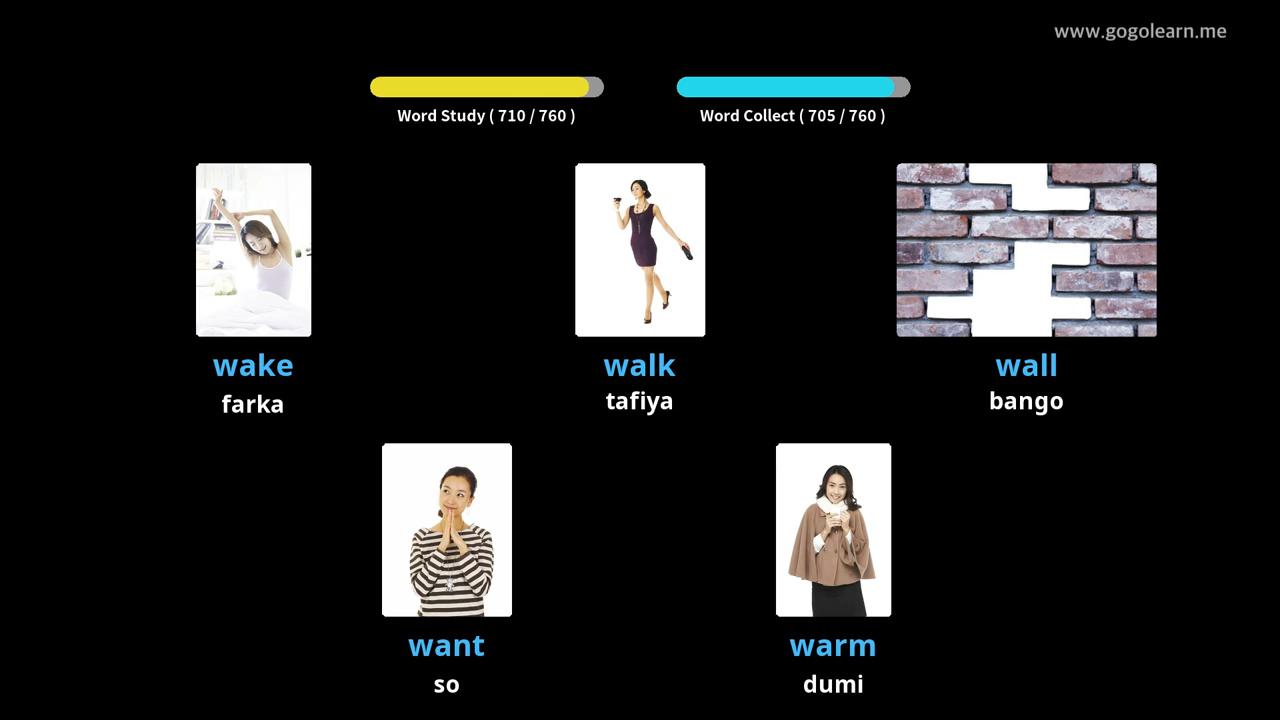 www.gogolearn.me
Word Study ( 710 / 760 )
Word Collect ( 705 / 760 )
wake
farka
walk
tafiya
wall
bango
want
so
warm
dumi